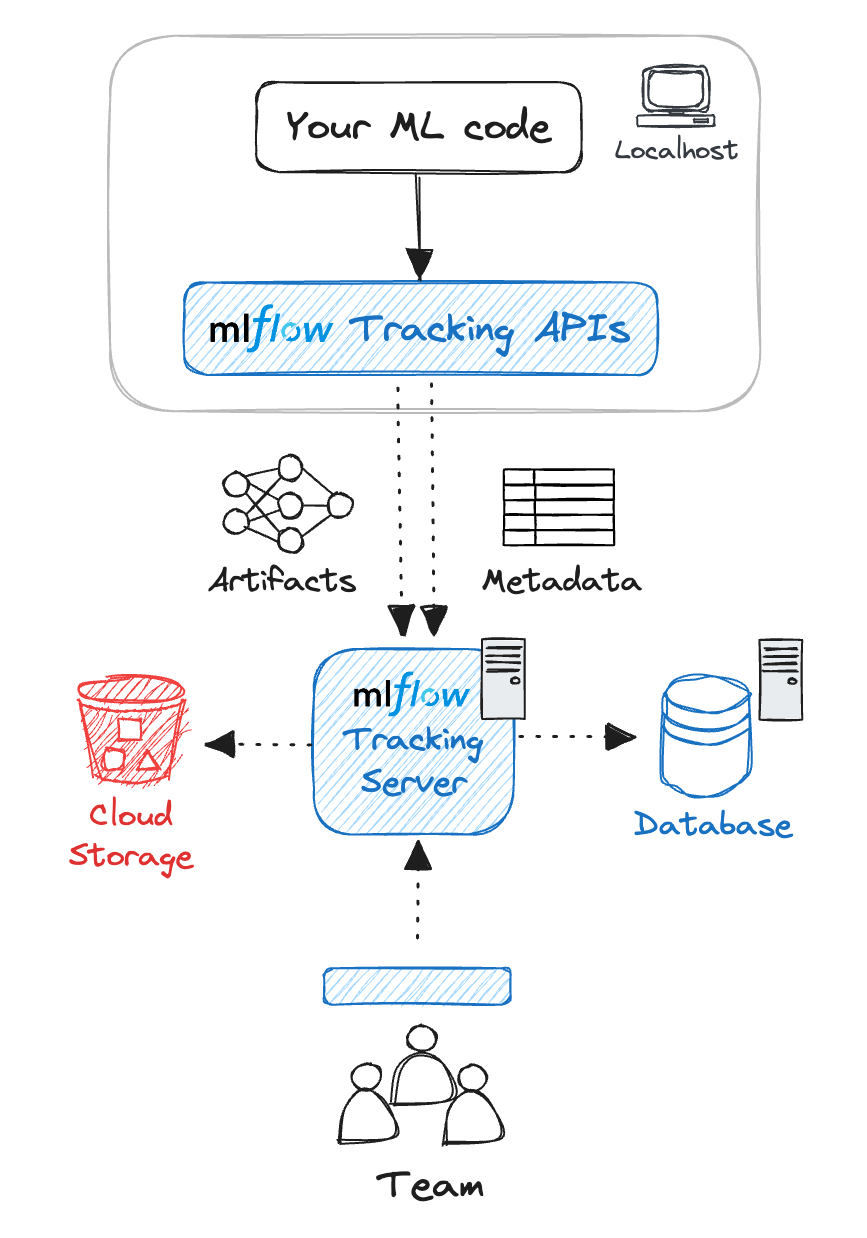 Your ML code
Localhost
mlflow Tracking APIs
Artifacts
Metadata
mlflow
Tracking
Server
Cloud
Storage
Database
Team